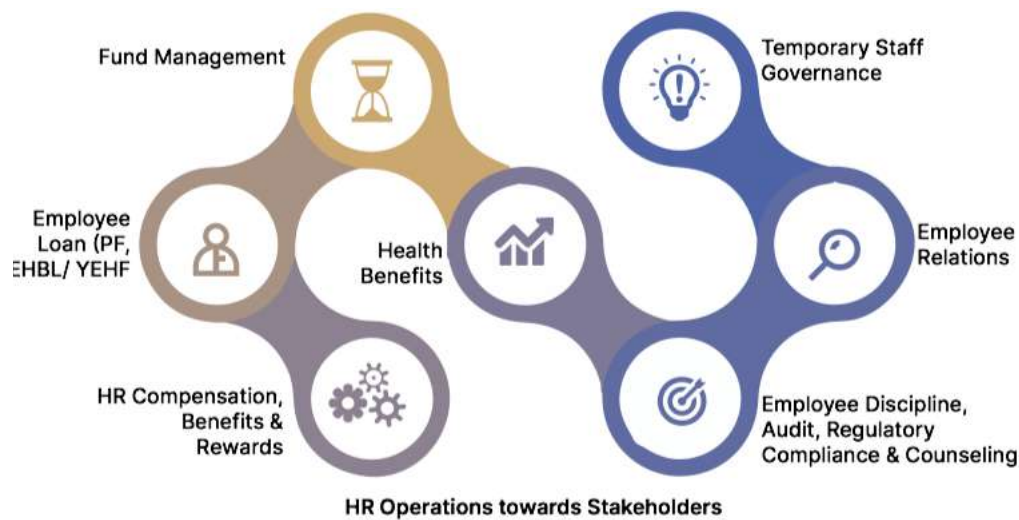 Fund Management
Temporary Staff
Governance
Employee
Loan (PF,
EHBL/ YEHF
Health
Benefits
Employee
Relations
HR Compensation,
Benefits &
Rewards
Employee Discipline,
Audit, Regulatory
Compliance & Counseling
HR Operations towards Stakeholders